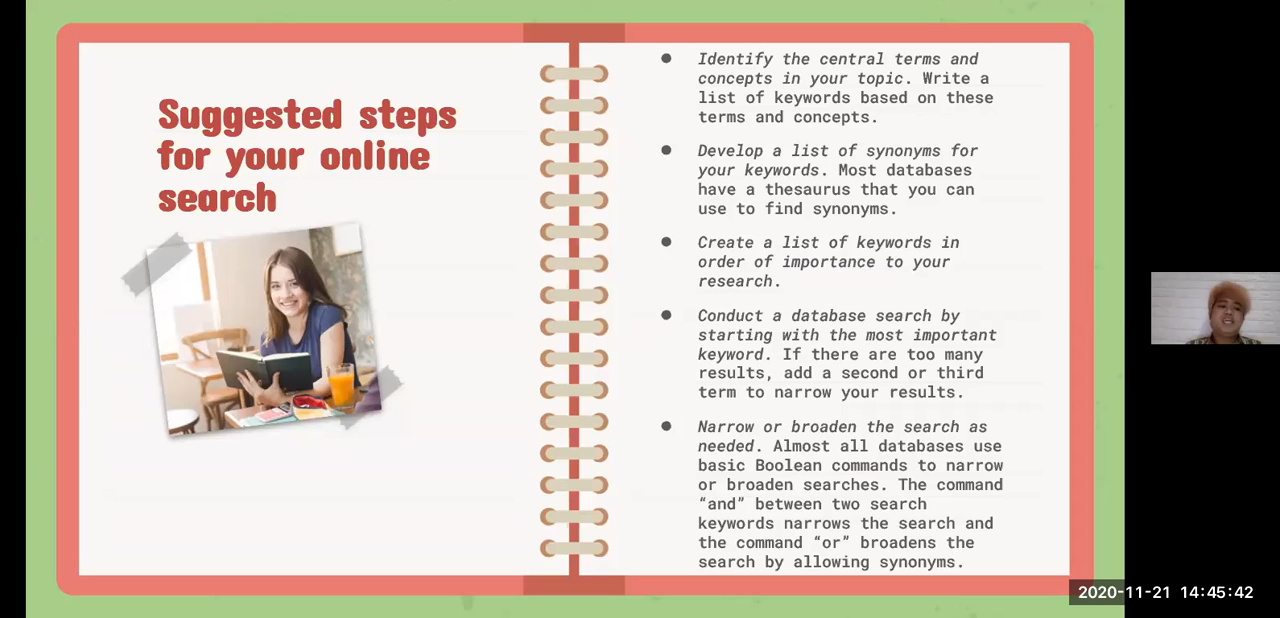 Suggested steps
for your online
search
Identify the central terms and
concepts in your topic. Write a
list of keywords based on these
terms and concepts.
Develop a list of synonyms for
your keywords. Most databases
have a thesaurus that you can
use to find synonyms.
Create a list of keywords in
order of importance to your
research.
Conduct a database search by
starting with the most important
keyword. If there are too many
results, add a second or third
term to narrow your results.
Narrow or broaden the search as
needed. Almost all databases use
basic Boolean commands to narrow
or broaden searches. The command
“and” between two search
keywords narrows the search and
the command “or” broadens the
search by allowing synonyms.
2020-11-21 14:45:42